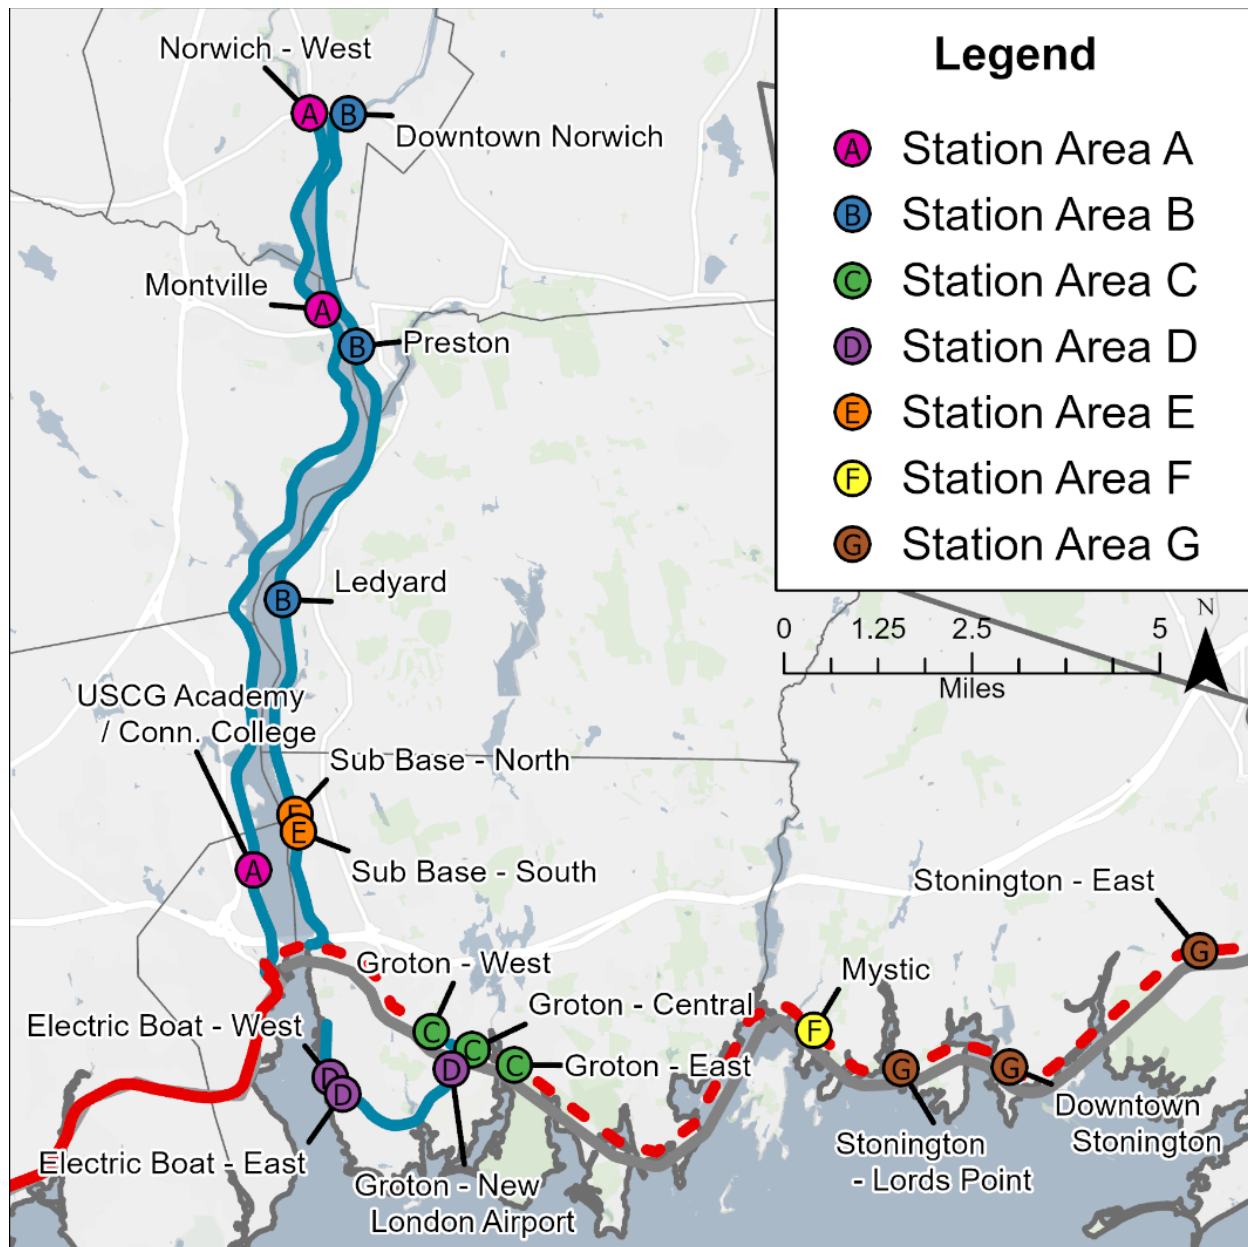 Norwich - West
A
B
Downtown Norwich
Montville
A
B
Preston
B
Ledyard
USCG Academy
/ Conn. College
Sub Base - North
E
E
Sub Base - South
A
Groton - West
Groton - Central
Groton - East
C
C
C
Electric Boat - West
D
D
D
Electric Boat - East
Groton - New
London Airport
Mystic
F
Stonington - East
G
G
G
Stonington
- Lords Point
Downtown
Stonington
Legend
A Station Area A
B Station Area B
C Station Area C
D Station Area D
E Station Area E
F Station Area F
G Station Area G
0 1.25 2.5 5
Miles
N